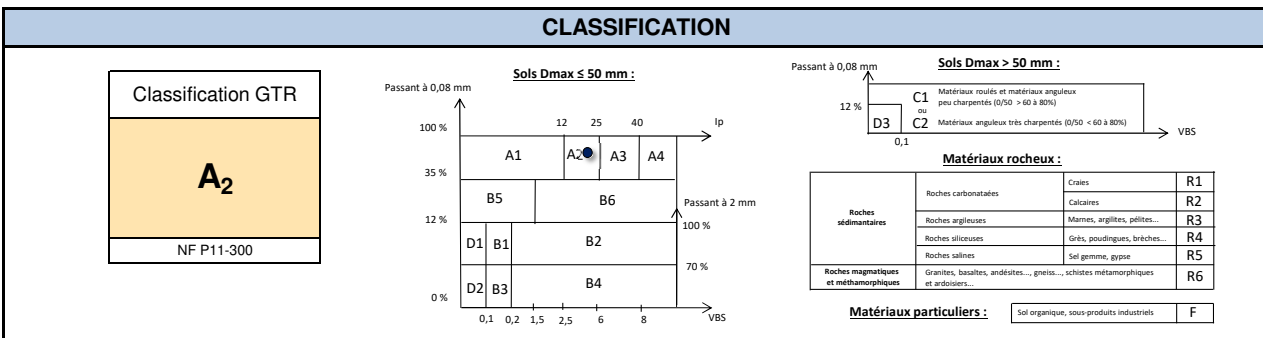 CLASSIFICATION
Classification GTR
A2
NF P11-300
Sols Dmax ≤ 50 mm :
Passant à 0,08 mm
12 25 40 Ip
100 %
A1 A2 A3 A4
35 %
B5 B6
Passant à 2 mm
12 %
100 %
D1 B1 B2
70 %
D2 B3 B4
0 %
0,1 0,2 1,5 2,5 6 8 VBS
Sols Dmax > 50 mm :
Passant à 0,08 mm
C1 Matériaux roulés et matériaux anguleux
peu charpentés (0/50 > 60 à 80%)
12 %
ou
D3 C2 Matériaux anguleux très charpentés (0/50 < 60 à 80%)
VBS
0,1
Matériaux rocheux :
Roches sédimentaires
Roches carbonataées Craies R1
Calcaires R2
Roches argileuses Marnes, argilites, pélites... R3
Roches siliceuses Grès, poudingues, brèches... R4
Roches salines Sel gemme, gypse R5
Roches magmatiques
et méthamorphiques
Granites, basaltes, andésites..., gneiss..., schistes métamorphiques
et ardoisiers...
R6
Matériaux particuliers :
Sol organique, sous-produits industriels F